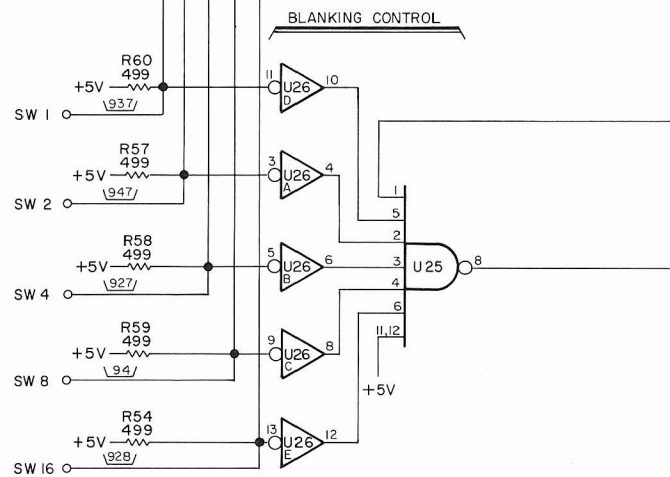 BLANKING CONTROL
R60
499
+5V
937
SW 1
11
U26
D
10
R57
499
+5V
947
SW 2
3
U26
A
4
1
5
2
R58
499
+5V
927
SW 4
5
U26
B
6
3
U25
8
4
R59
499
+5V
94
SW 8
9
U26
C
8
6
11,12
+5V
R54
499
+5V
928
SW 16
13
U26
E
12